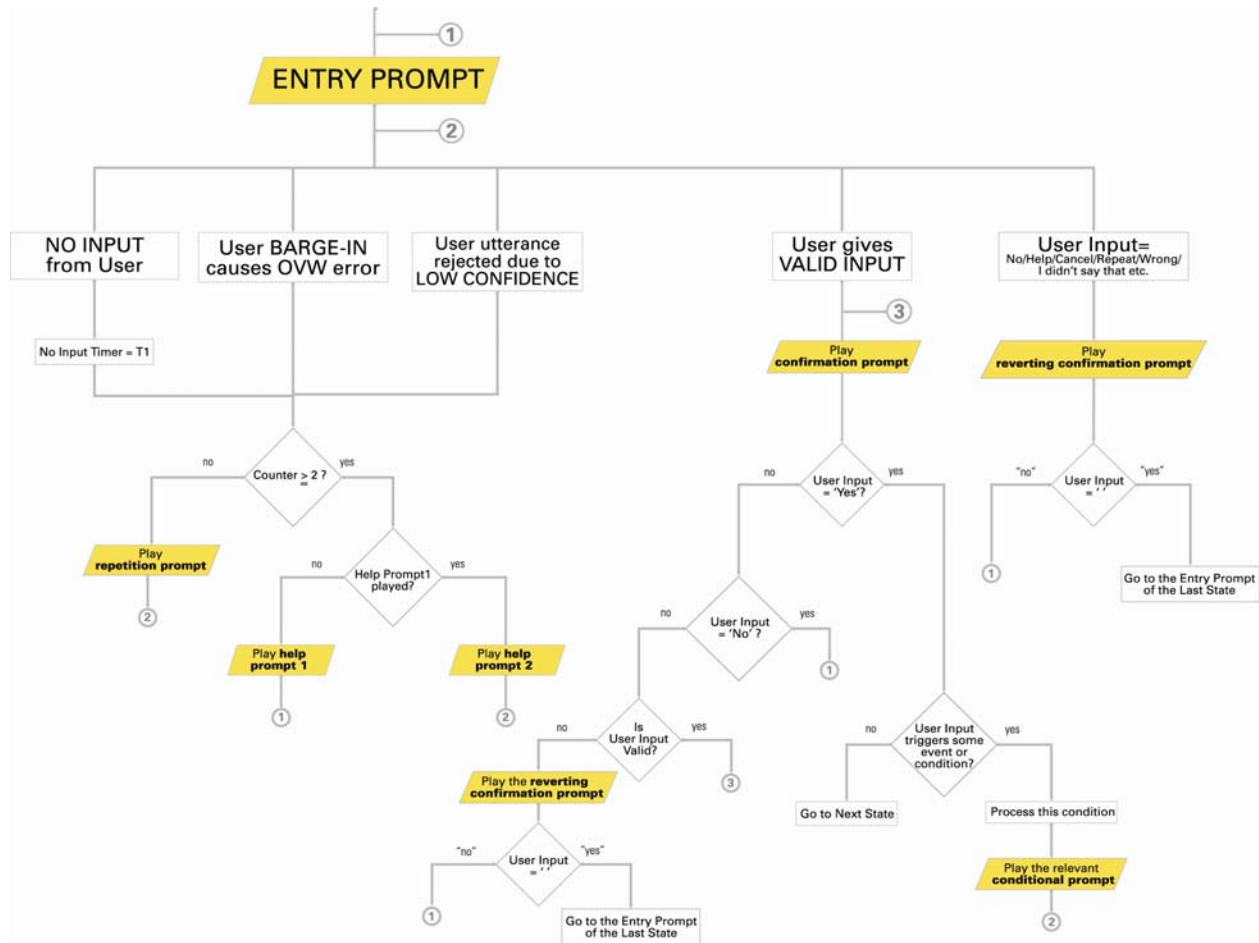 1
ENTRY PROMPT
2
NO INPUT
from User
User BARGE-IN
causes OVW error
User utterance
rejected due to
LOW CONFIDENCE
User gives
VALID INPUT
User Input=
No/Help/Cancel/Repeat/Wrong/
I didn't say that etc.
3
No Input Timer = T1
Play
confirmation prompt
Play
reverting confirmation prompt
no
Counter ≥ 2 ?
yes
no
User Input
= 'Yes'?
yes
"no"
User Input
= ' '
"yes"
Play
repetition prompt
2
no
Help Prompt1
played?
yes
1
Go to the Entry Prompt
of the Last State
no
User Input
= 'No' ?
yes
1
Play help
prompt 1
1
Play help
prompt 2
2
no
Is
User Input
Valid?
yes
3
no
User Input
triggers some
event or
condition?
yes
Play the reverting
confirmation prompt
Go to Next State
Process this condition
"no"
User Input
= ' '
"yes"
1
Go to the Entry Prompt
of the Last State
Play the relevant
conditional prompt
2